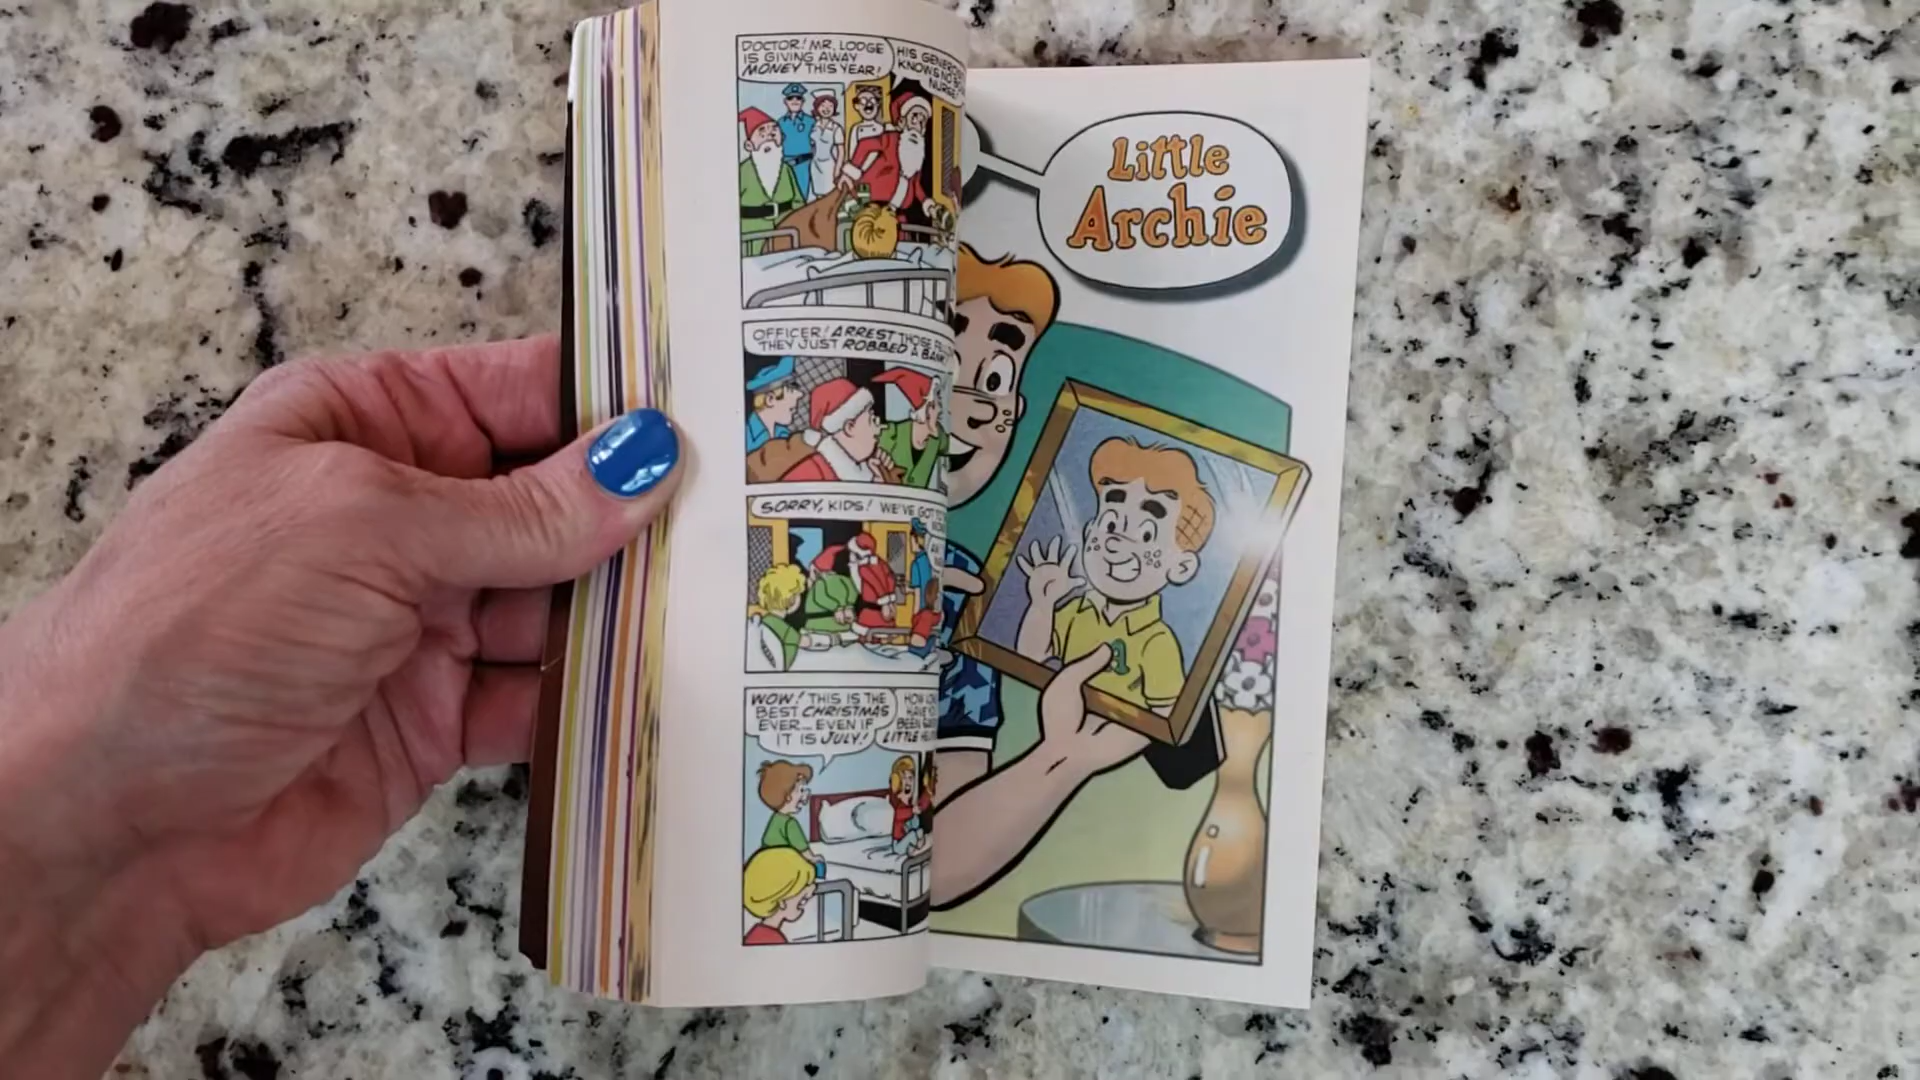 DOCTOR! MR. LODGE
IS GIVING AWAY
MONEY THIS YEAR!
HIS
KNOWS NO
NURSE!
OFFICER! ARREST THOSE
THEY JUST ROBBED A BANK
SORRY, KIDS! WE'VE GOT
WOW! THIS IS THE
BEST CHRISTMAS
EVER... EVEN IF
IT IS JULY!
HOW
HAVE
BEEN
LITTLE
Little
Archie
A